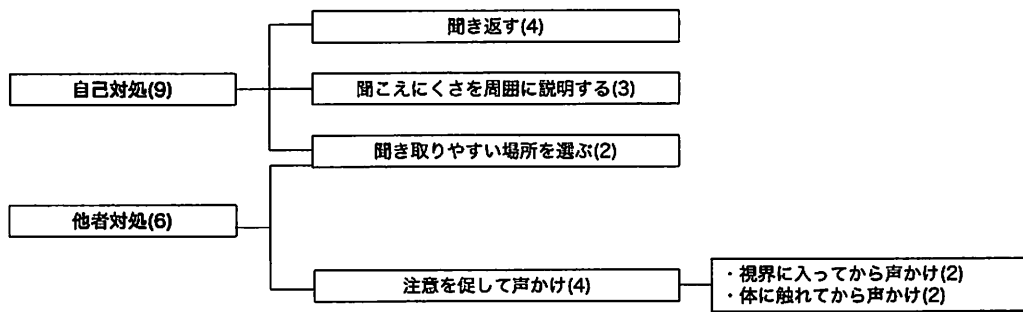 聞き返す(4)
自己対処(9)
聞こえにくさを周囲に説明する(3)
聞き取りやすい場所を選ぶ(2)
他者対処(6)
注意を促して声かけ(4)
・視界に入ってから声かけ(2)
・体に触れてから声かけ(2)